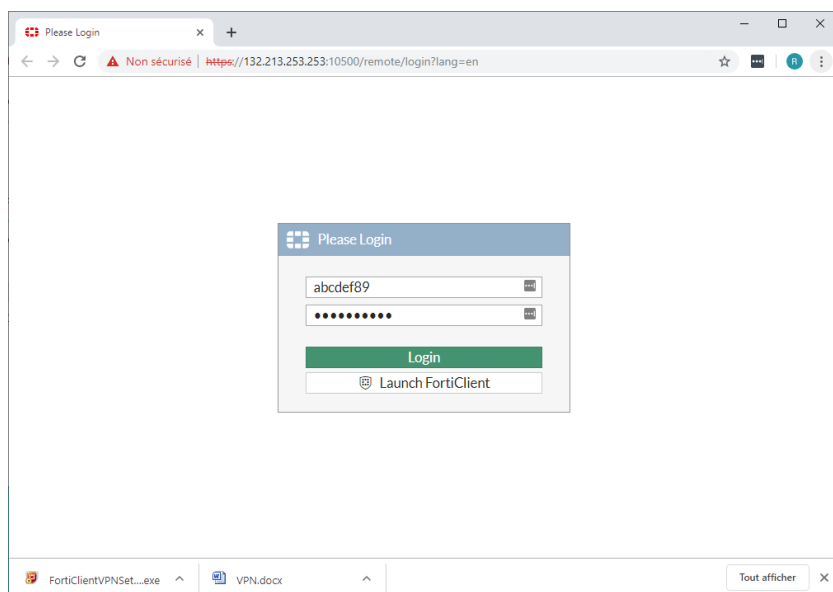 Please Login
Non sécurisé | https://132.213.253.253:10500/remote/login?lang=en
R
Please Login
abcdef89
••••••••••
Login
Launch FortiClient
FortiClientVPNSet....exe
VPN.docx
Tout afficher